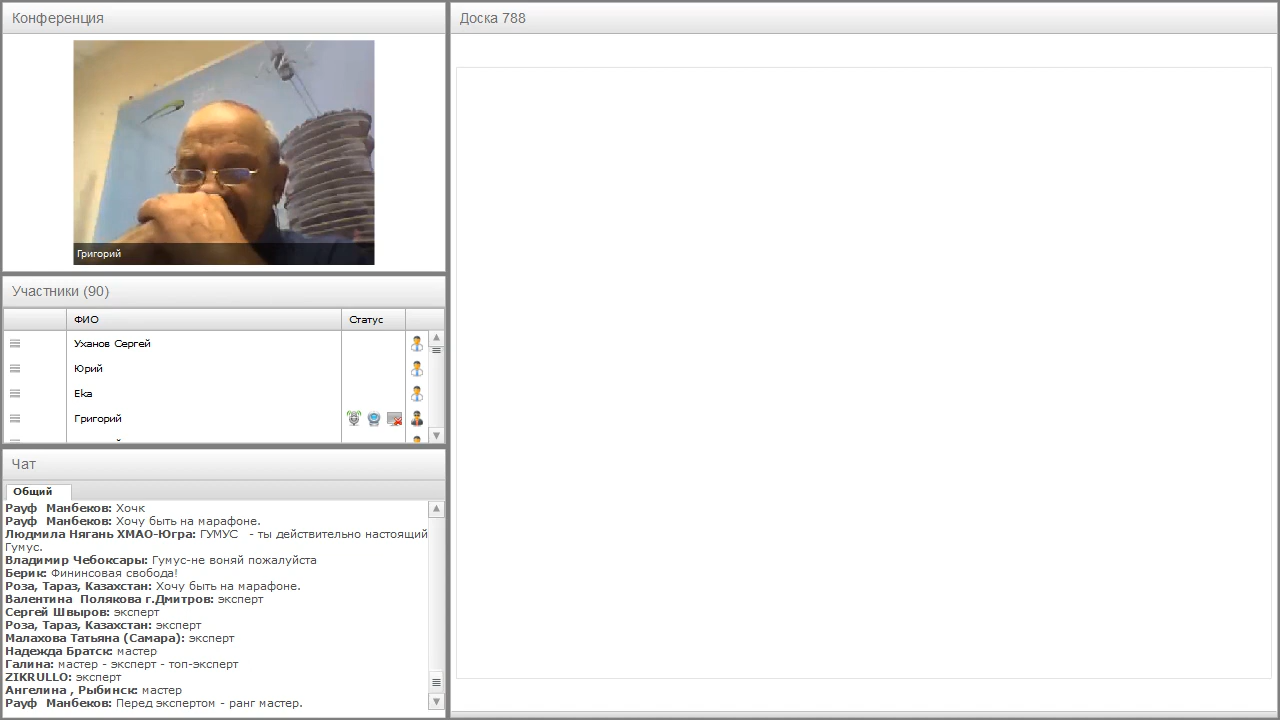 Конференция
Григорий
Участники (90)
ФИО
Статус
Уханов Сергей
Юрий
Eka
Григорий
Чат
Общий
Рауф Манбеков: Хочк
Рауф Манбеков: Хочу быть на марафоне.
Людмила Нягань ХМАО-Югра: ГУМУС - ты действительно настоящий
Гумус.
Владимир Чебоксары: Гумус-не воняй пожалуйста
Берик: Фининсовая свобода!
Роза, Тараз, Казахстан: Хочу быть на марафоне.
Валентина Полякова г.Дмитров: эксперт
Сергей Швыров: эксперт
Роза, Тараз, Казахстан: эксперт
Малахова Татьяна (Самара): эксперт
Надежда Братск: мастер
Галина: мастер - эксперт - топ-эксперт
ZIKRULLO: эксперт
Ангелина , Рыбинск: мастер
Рауф Манбеков: Перед экспертом - ранг мастер.
Доска 788